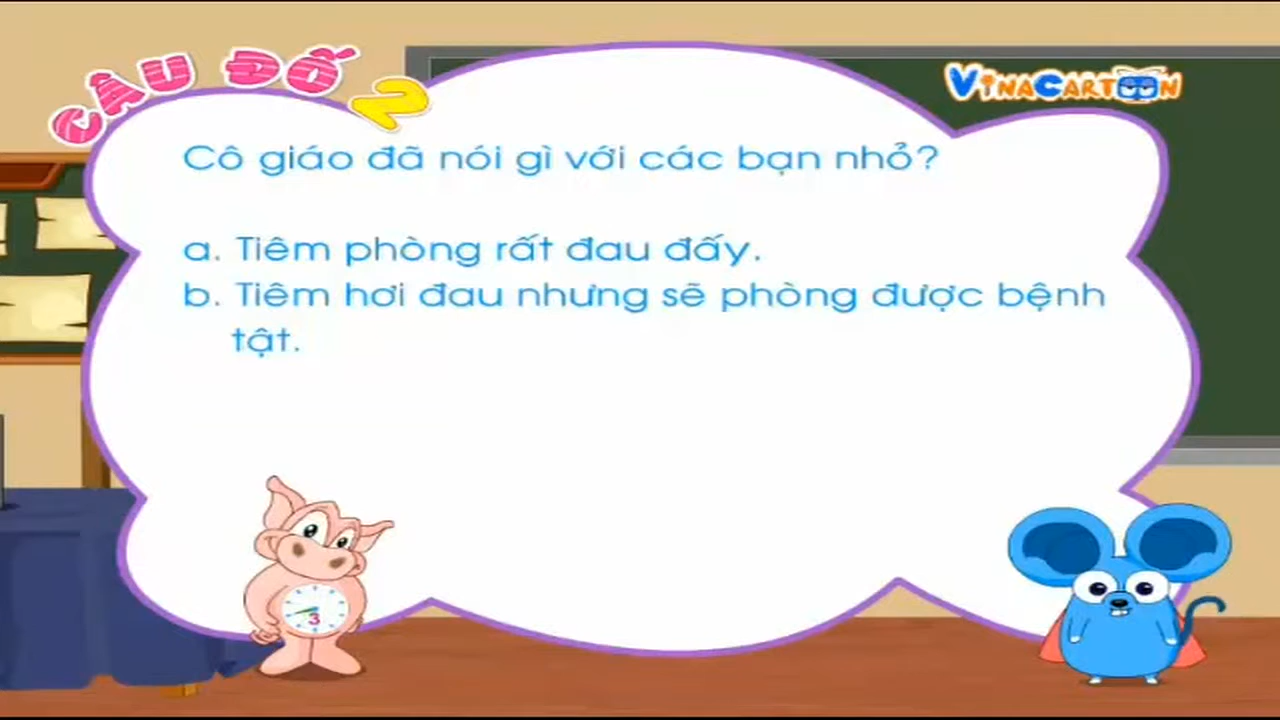 CÂU ĐỐ 2
VINACARTOON
Cô giáo đã nói gì với các bạn nhỏ?
a. Tiêm phòng rất đau đấy.
b. Tiêm hơi đau nhưng sẽ phòng được bệnh
tật.
3